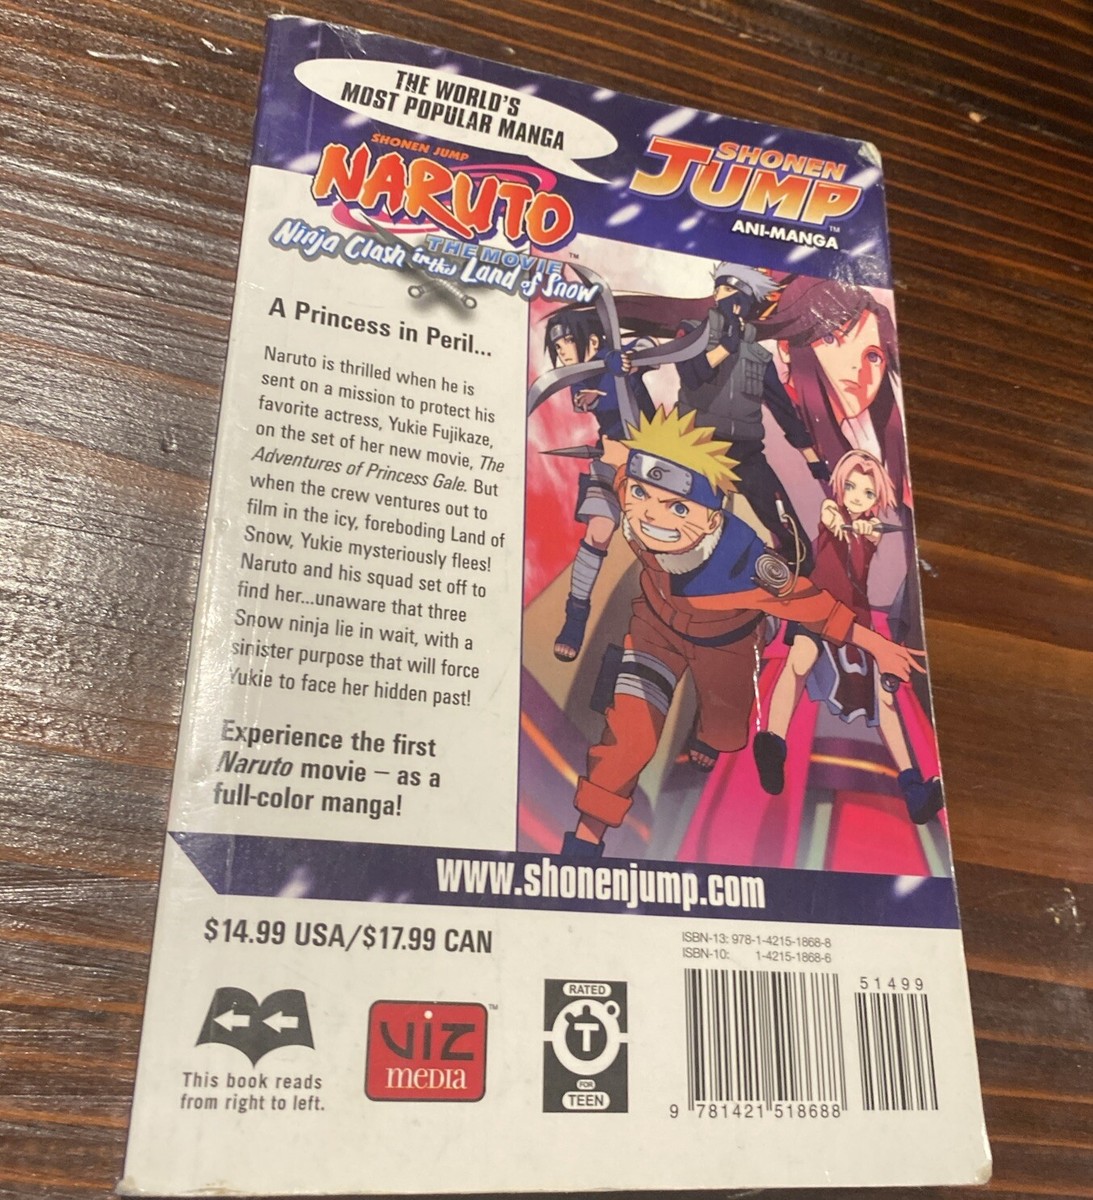 THE WORLD'S
MOST POPULAR MANGA
SHONEN JUMP
NARUTO™
THE MOVIE
Ninja Clash in the Land of Snow
SHONEN
JUMP™
ANI-MANGA
A Princess in Peril...
Naruto is thrilled when he is
sent on a mission to protect his
favorite actress, Yukie Fujikaze,
on the set of her new movie, The
Adventures of Princess Gale. But
when the crew ventures out to
film in the icy, foreboding Land of
Snow, Yukie mysteriously flees!
Naruto and his squad set off to
find her...unaware that three
Snow ninja lie in wait, with a
sinister purpose that will force
Yukie to face her hidden past!
Experience the first
Naruto movie – as a
full-color manga!
www.shonenjump.com
$14.99 USA/$17.99 CAN
This book reads
from right to left.
VIZ
MEDIA™
RATED
T
FOR
TEEN
ISBN-13: 978-1-4215-1868-8
ISBN-10: 1-4215-1868-6
51499
9 781421 518688